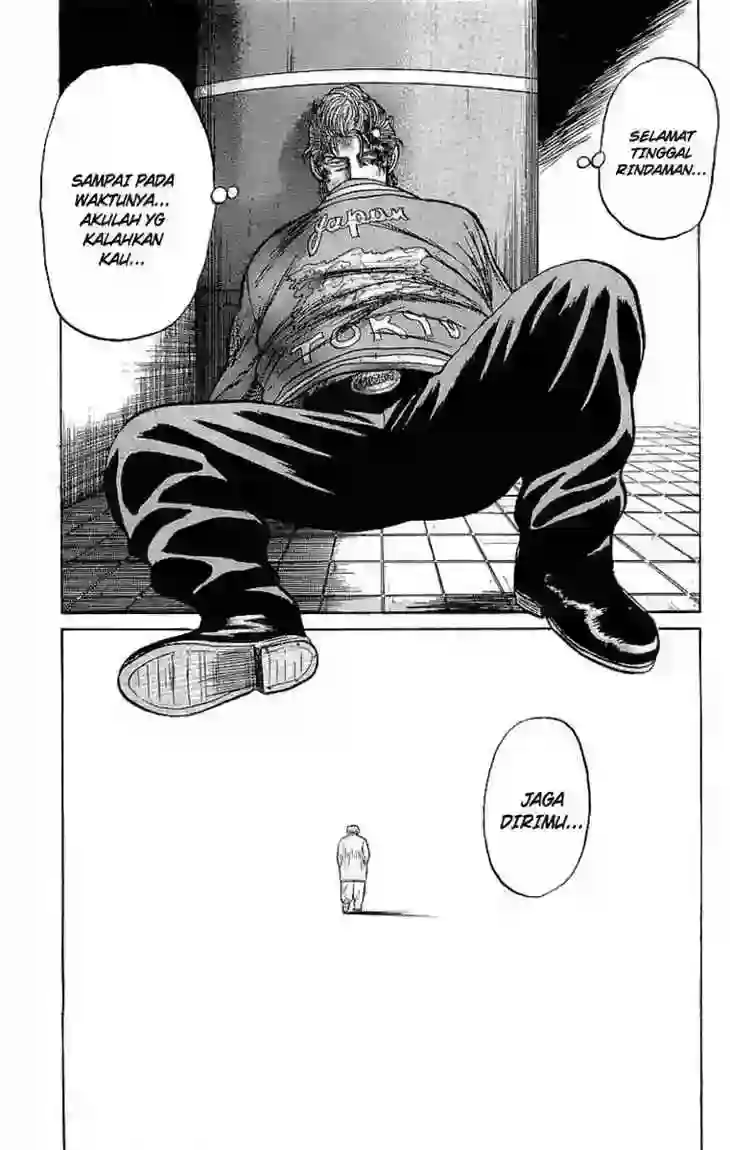 SELAMAT
TINGGAL
RINDAMAN...
SAMPAI PADA
WAKTUNYA...
AKULAH YG
KALAHKAN
KAU...
Japan
TOKYO
JAGA
DIRIMU...